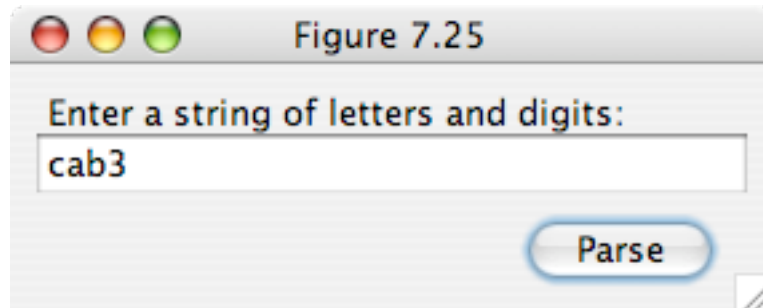 Figure 7.25
Enter a string of letters and digits:
cab3
Parse